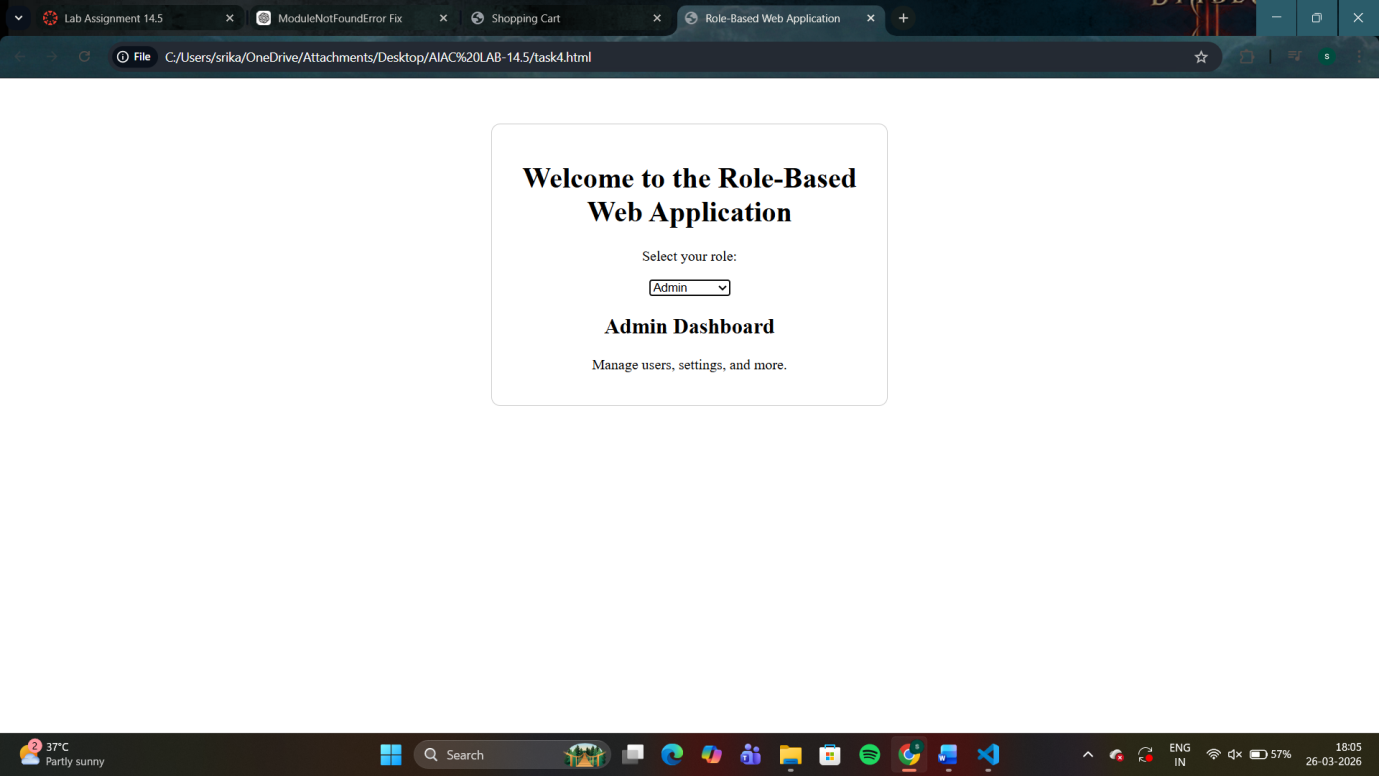 Lab Assignment 14.5
ModuleNotFoundError Fix
Shopping Cart
Role-Based Web Application
File
C:/Users/srika/OneDrive/Attachments/Desktop/AIAC%20LAB-14.5/task4.html
S
Welcome to the Role-Based
Web Application
Select your role:
Admin
Admin Dashboard
Manage users, settings, and more.
2
37°C
Partly sunny
Search
ENG
IN
57%
18:05
26-03-2026